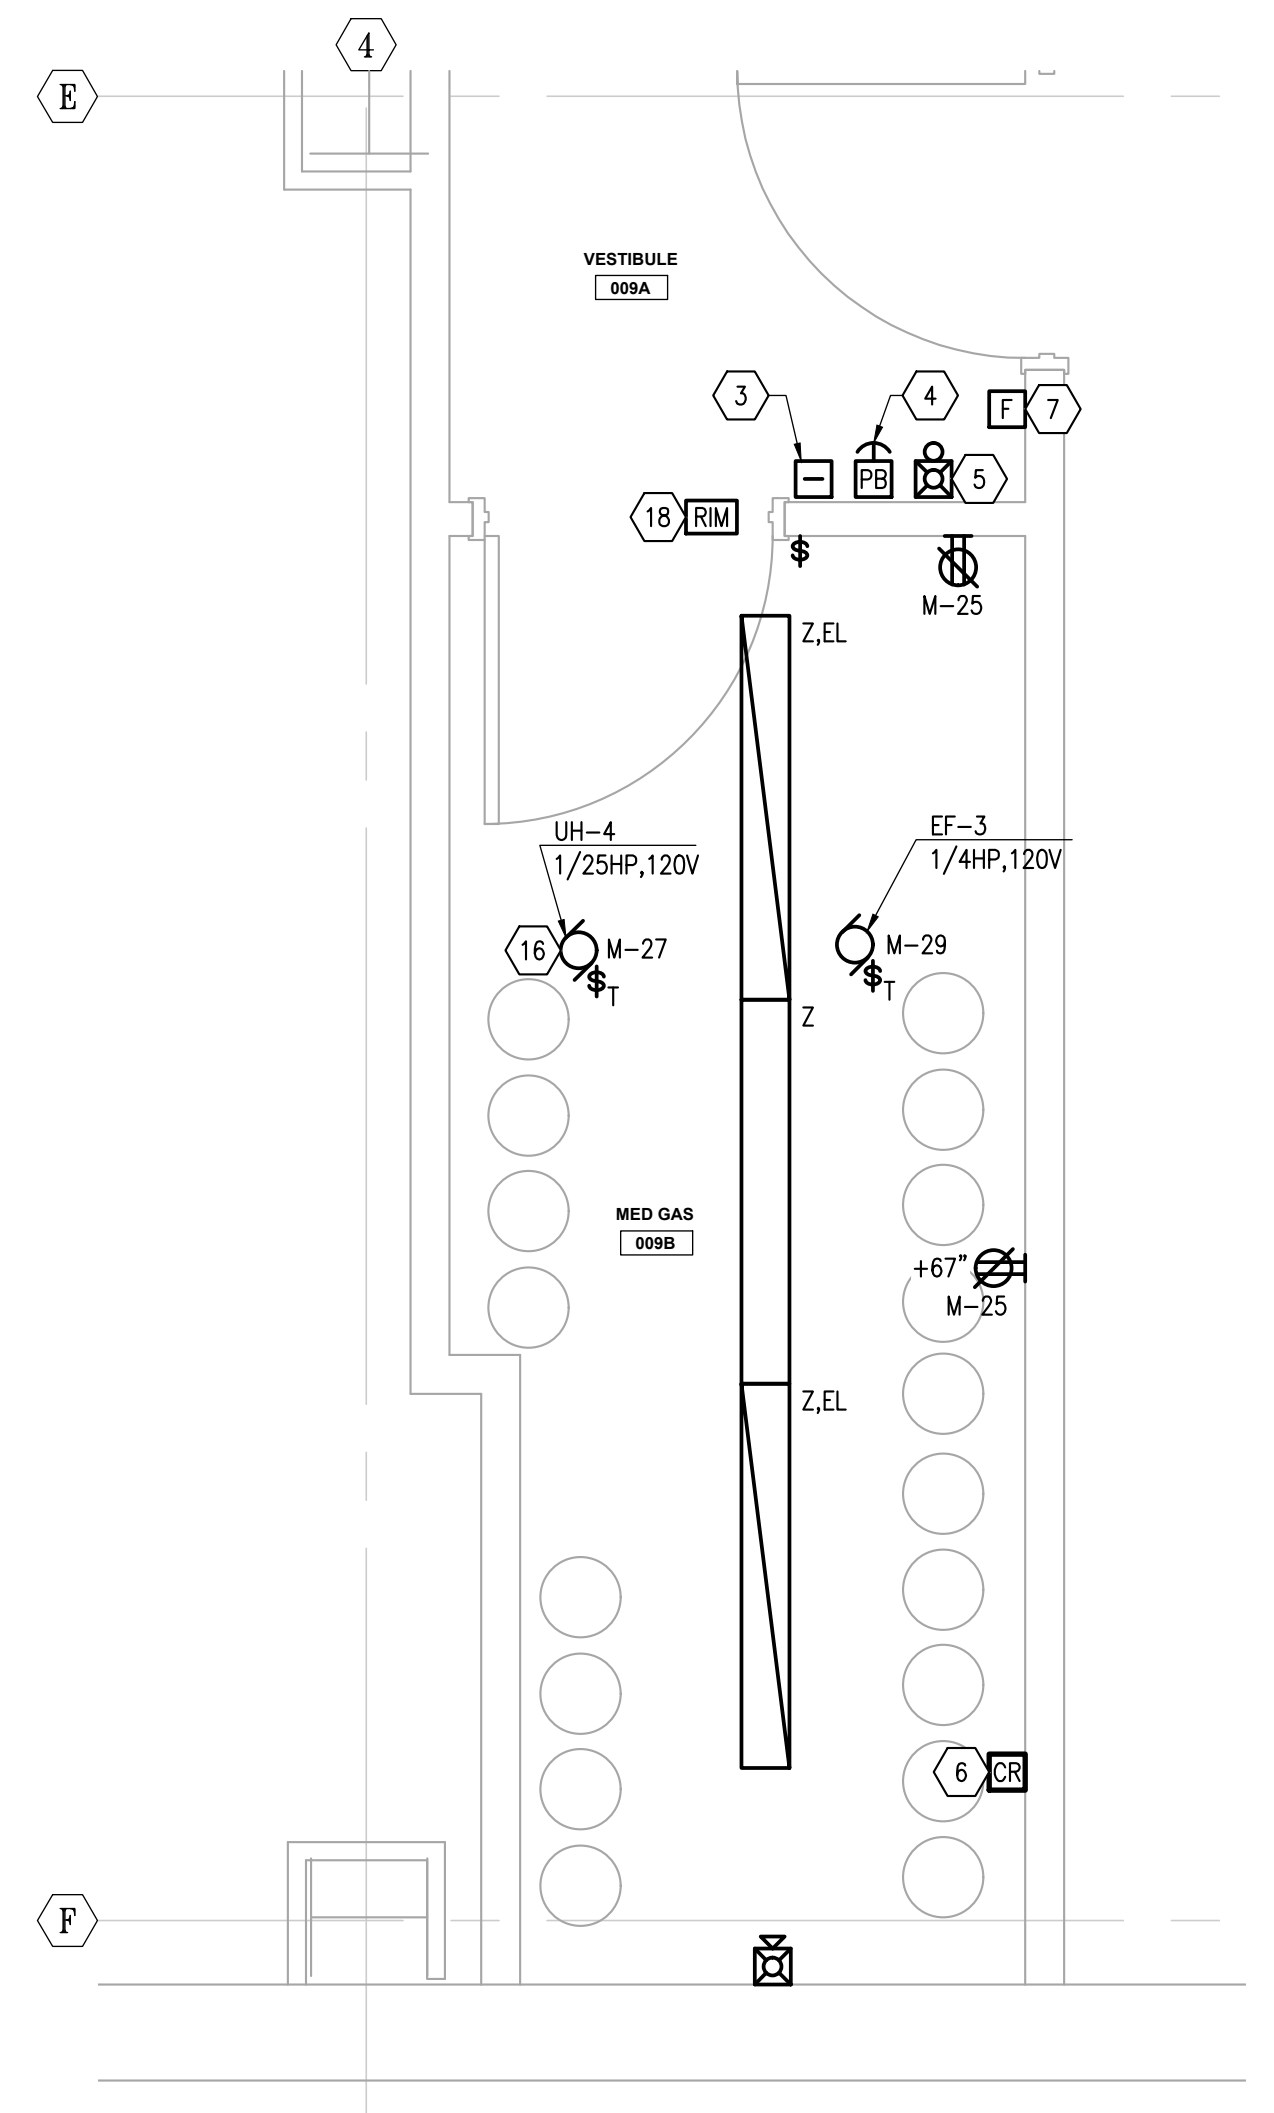 4
E
VESTIBULE
009A
3
4
F
7
PB
5
18
RIM
$
M-25
Z,EL
UH-4
1/25HP,120V
EF-3
1/4HP,120V
16
M-27
$T
M-29
$T
Z
MED GAS
009B
+67"
M-25
Z,EL
6
CR
F